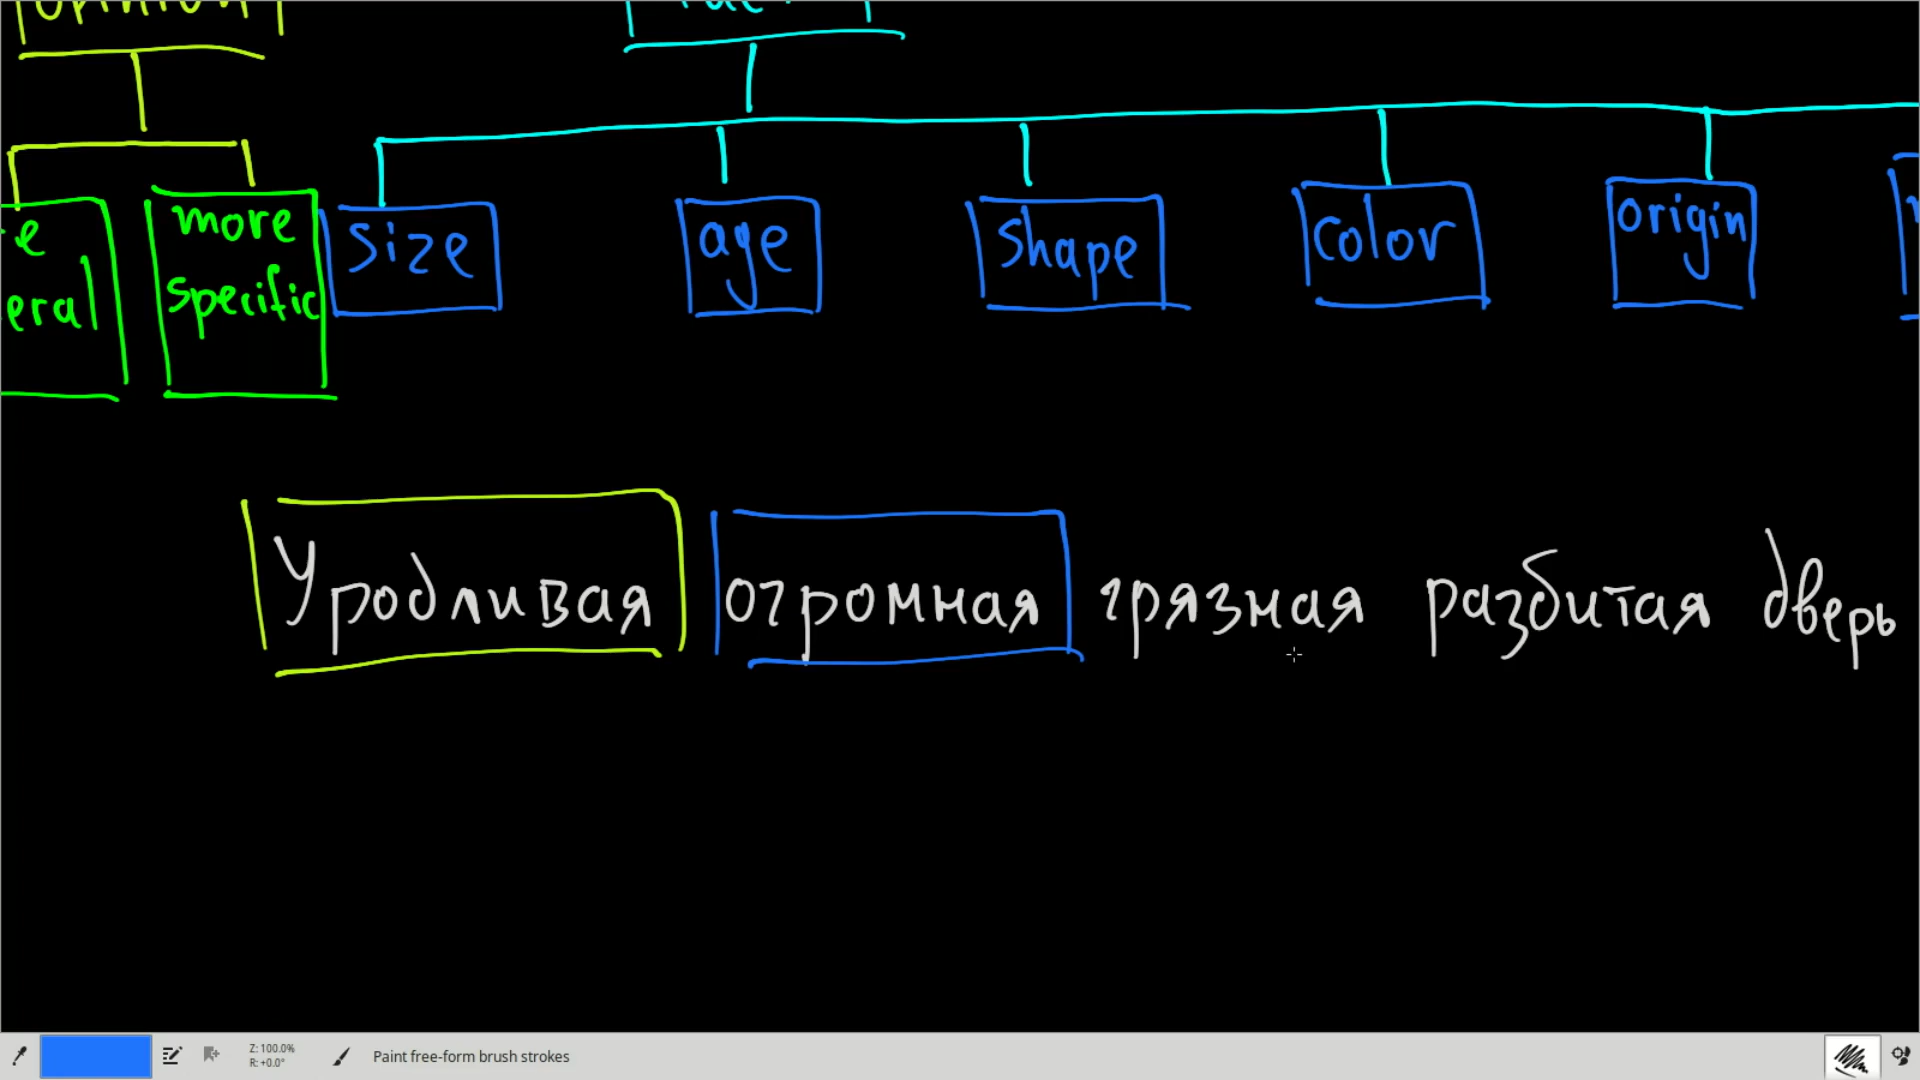 opinion
more
specific
size
age
shape
color
origin
Уродливая огромная грязная разбитая дверь
Z: 100.0%
R: +0.0°
Paint free-form brush strokes